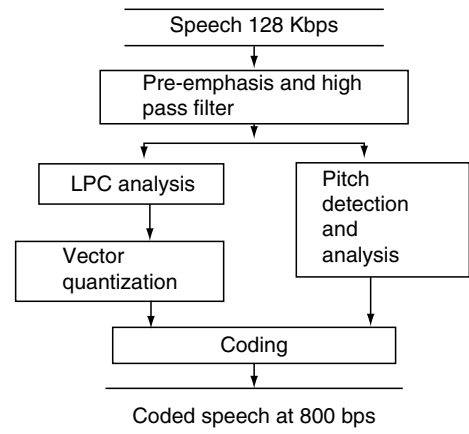 Speech 128 Kbps
Pre-emphasis and high
pass filter
LPC analysis
Vector
quantization
Pitch
detection
and
analysis
Coding
Coded speech at 800 bps